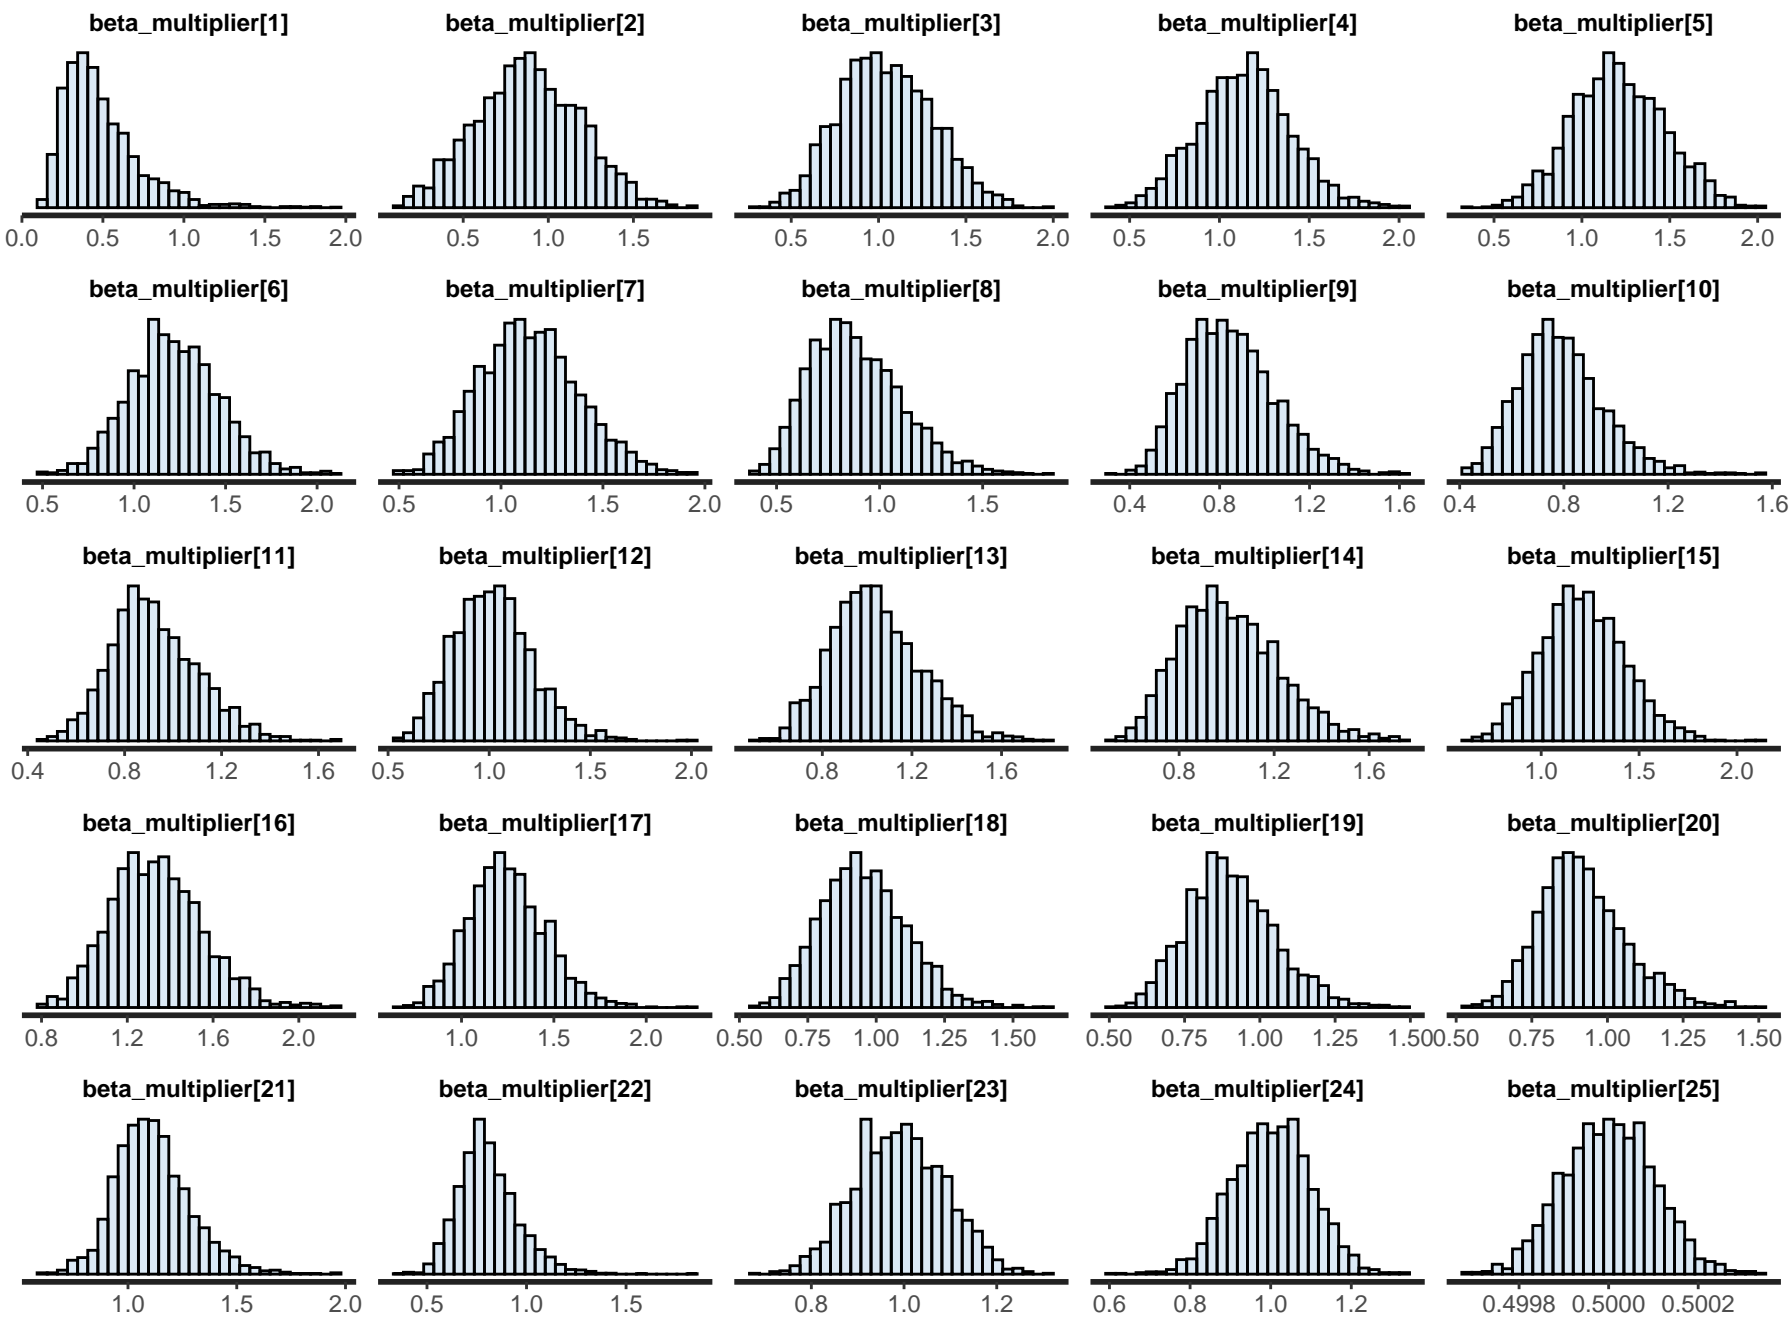 beta_multiplier[1] beta_multiplier[2] beta_multiplier[3] beta_multiplier[4] beta_multiplier[5]
0.0 0.5 1.0 1.5 2.0 0.5 1.0 1.5 0.5 1.0 1.5 2.0 0.5 1.0 1.5 2.0 0.5 1.0 1.5 2.0
beta_multiplier[6] beta_multiplier[7] beta_multiplier[8] beta_multiplier[9] beta_multiplier[10]
0.5 1.0 1.5 2.0 0.5 1.0 1.5 2.0 0.5 1.0 1.5 0.4 0.8 1.2 1.6 0.4 0.8 1.2 1.6
beta_multiplier[11] beta_multiplier[12] beta_multiplier[13] beta_multiplier[14] beta_multiplier[15]
0.4 0.8 1.2 1.6 0.5 1.0 1.5 2.0 0.8 1.2 1.6 0.8 1.2 1.6 1.0 1.5 2.0
beta_multiplier[16] beta_multiplier[17] beta_multiplier[18] beta_multiplier[19] beta_multiplier[20]
0.8 1.2 1.6 2.0 1.0 1.5 2.0 0.50 0.75 1.00 1.25 1.50 0.50 0.75 1.00 1.25 1.50 0.50 0.75 1.00 1.25 1.50
beta_multiplier[21] beta_multiplier[22] beta_multiplier[23] beta_multiplier[24] beta_multiplier[25]
1.0 1.5 2.0 0.5 1.0 1.5 0.8 1.0 1.2 0.6 0.8 1.0 1.2 0.4998 0.5000 0.5002